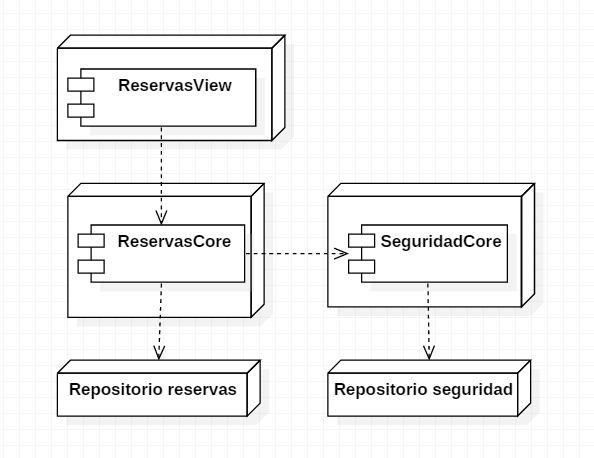 ReservasView
ReservasCore
SeguridadCore
Repositorio reservas
Repositorio seguridad